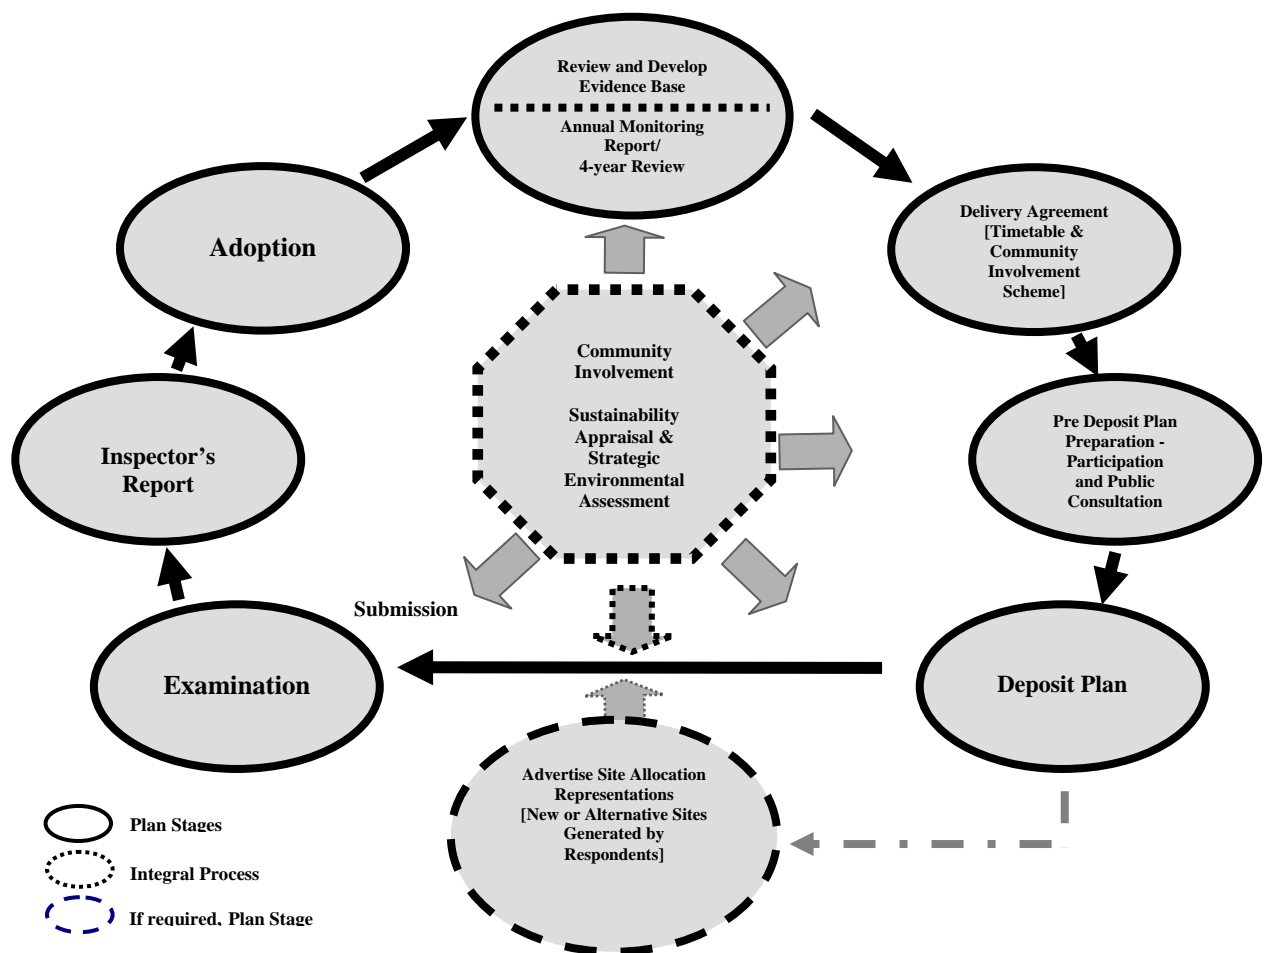 Review and Develop
Evidence Base
Annual Monitoring
Report/
4-year Review
Adoption
Delivery Agreement
[Timetable &
Community
Involvement
Scheme]
Community
Involvement
Sustainability
Appraisal &
Strategic
Environmental
Assessment
Inspector's
Report
Pre Deposit Plan
Preparation -
Participation
and Public
Consultation
Submission
Examination
Deposit Plan
Advertise Site Allocation
Representations
[New or Alternative Sites
Generated by
Respondents]
Plan Stages
Integral Process
If required, Plan Stage